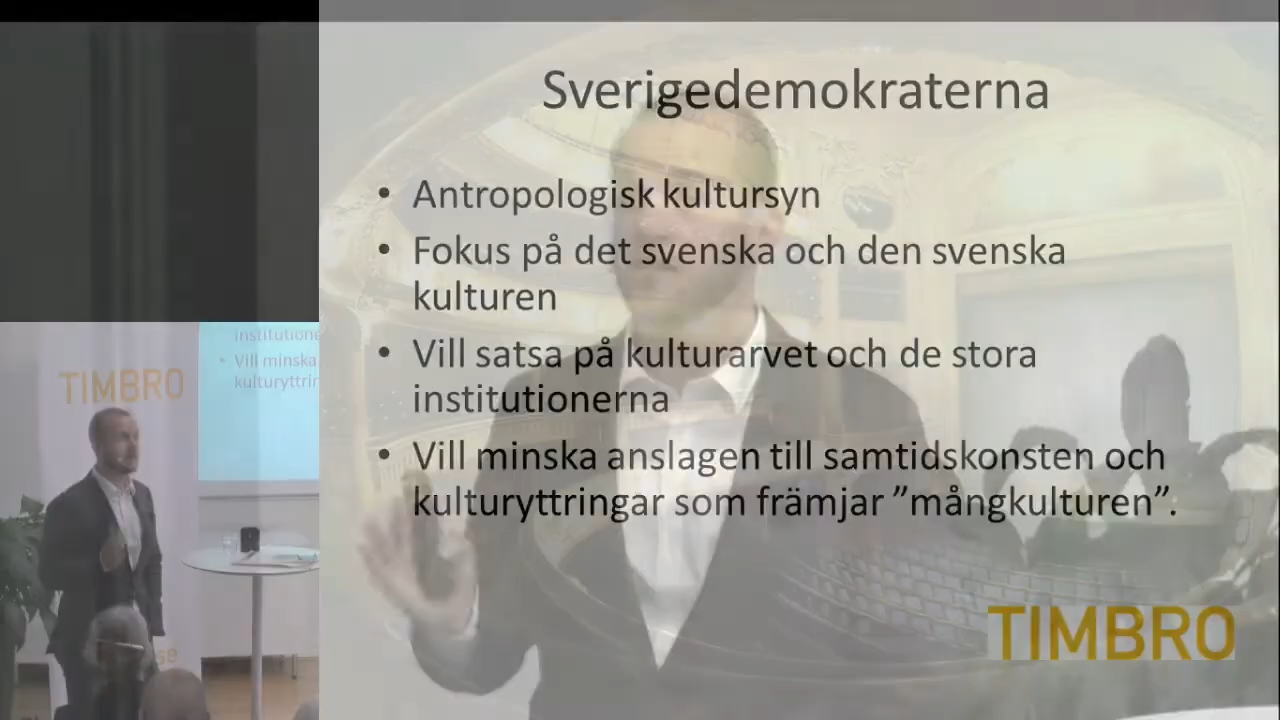 Sverigedemokraterna
• Antropologisk kultursyn
• Fokus på det svenska och den svenska
kulturen
• Vill satsa på kulturarvet och de stora
institutionerna
• Vill minska anslagen till samtidskonsten och
kulturyttringar som främjar ”mångkulturen”.
TIMBRO
TIMBRO
institutione
• Vill minska
kulturyttrin
se